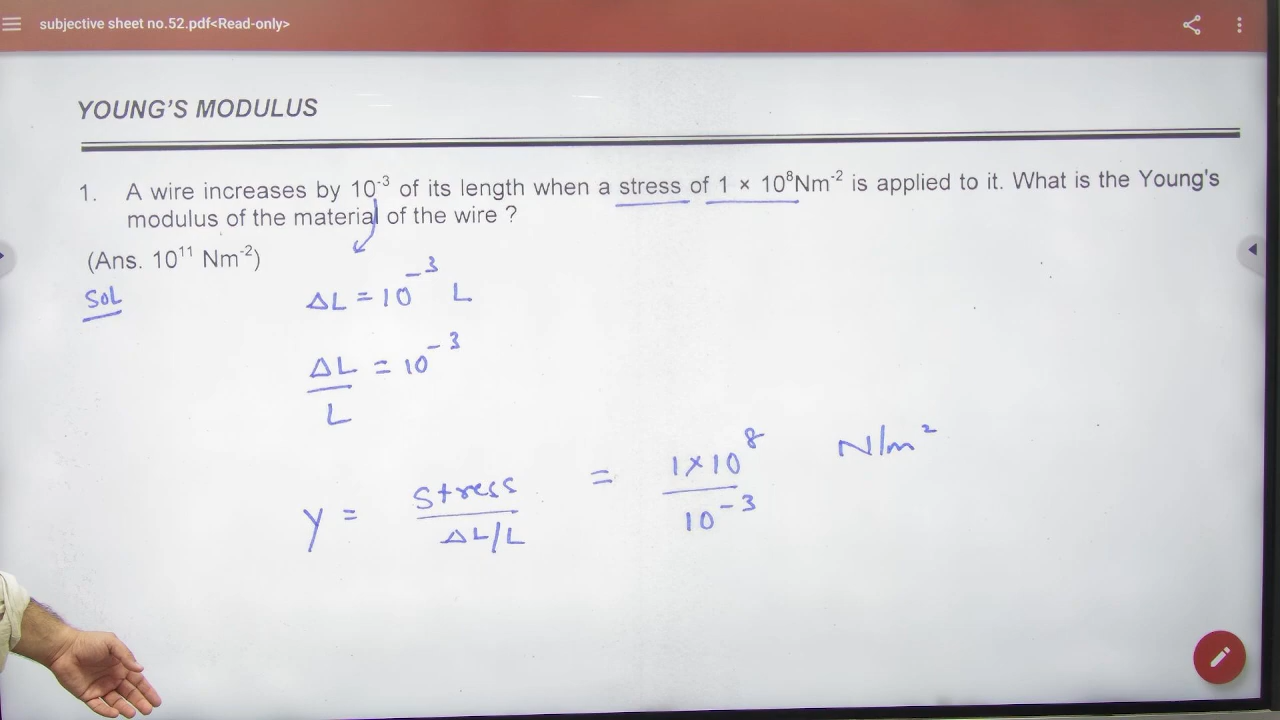 subjective sheet no.52.pdf<Read-only>
YOUNG'S MODULUS
1. A wire increases by 10⁻³ of its length when a stress of 1 × 10⁸Nm⁻² is applied to it. What is the Young's
modulus of the material of the wire ?
(Ans. 10¹¹ Nm⁻²)
SOL
ΔL = 10⁻³ L
ΔL/L = 10⁻³
Y = Stress/(ΔL/L) = 1×10⁸/10⁻³ N/m²